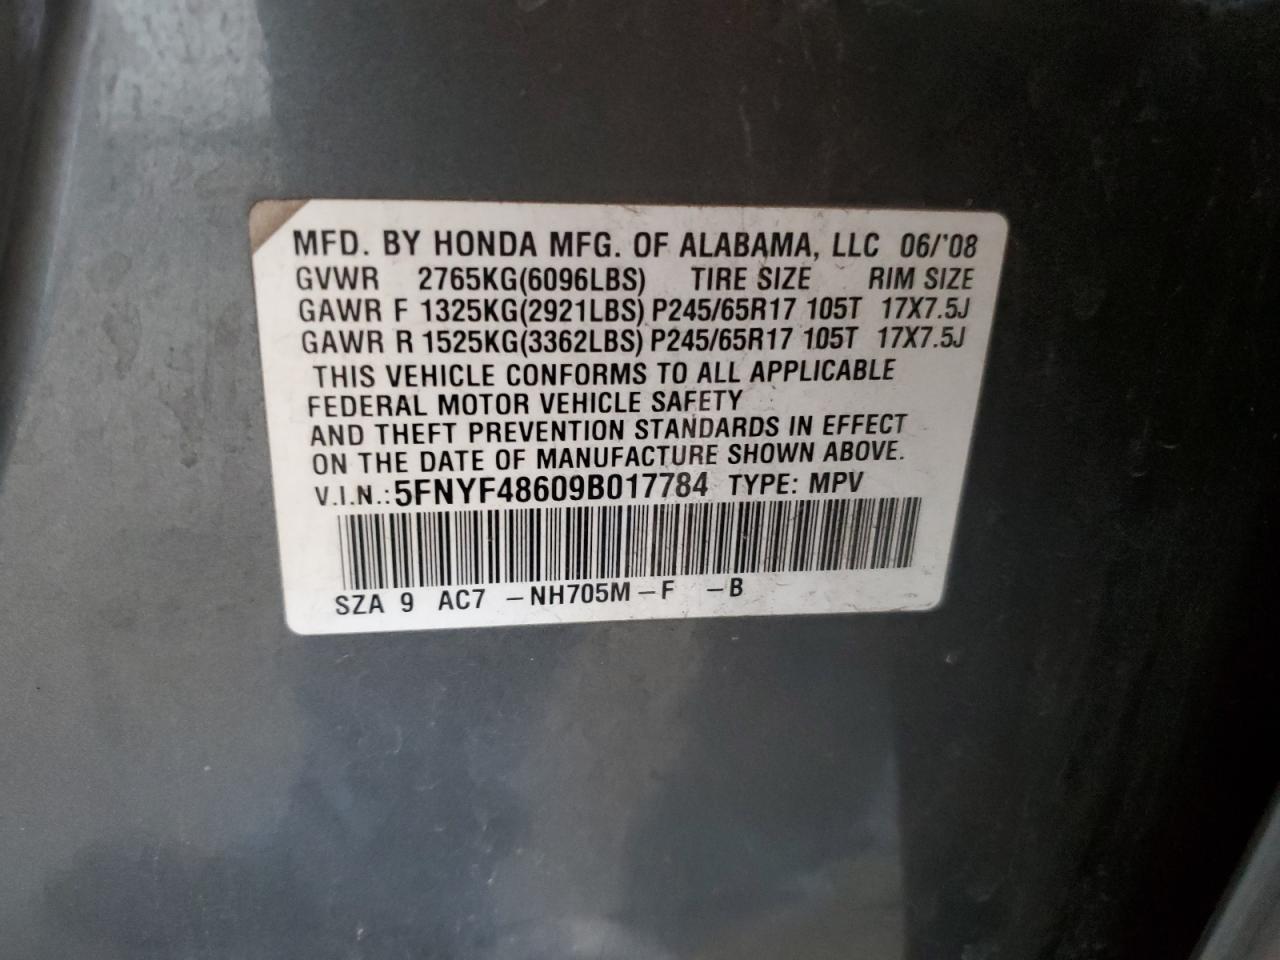 MFD. BY HONDA MFG. OF ALABAMA, LLC 06/'08
GVWR 2765KG(6096LBS) TIRE SIZE RIM SIZE
GAWR F 1325KG(2921LBS) P245/65R17 105T 17X7.5J
GAWR R 1525KG(3362LBS) P245/65R17 105T 17X7.5J
THIS VEHICLE CONFORMS TO ALL APPLICABLE
FEDERAL MOTOR VEHICLE SAFETY
AND THEFT PREVENTION STANDARDS IN EFFECT
ON THE DATE OF MANUFACTURE SHOWN ABOVE.
V.I.N.: 5FNYF48609B017784 TYPE: MPV
SZA 9 AC7 –NH705M–F –B